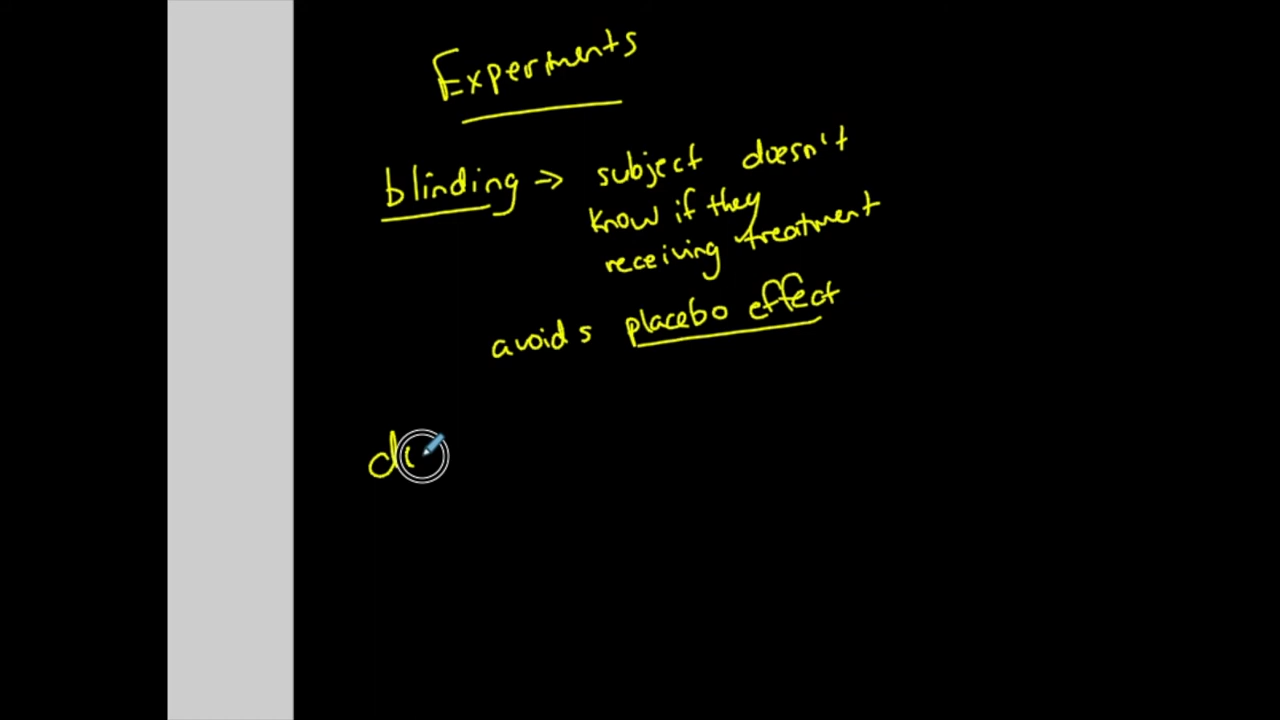 Experiments
blinding → subject doesn't
know if they
receiving treatment
avoids placebo effect
d